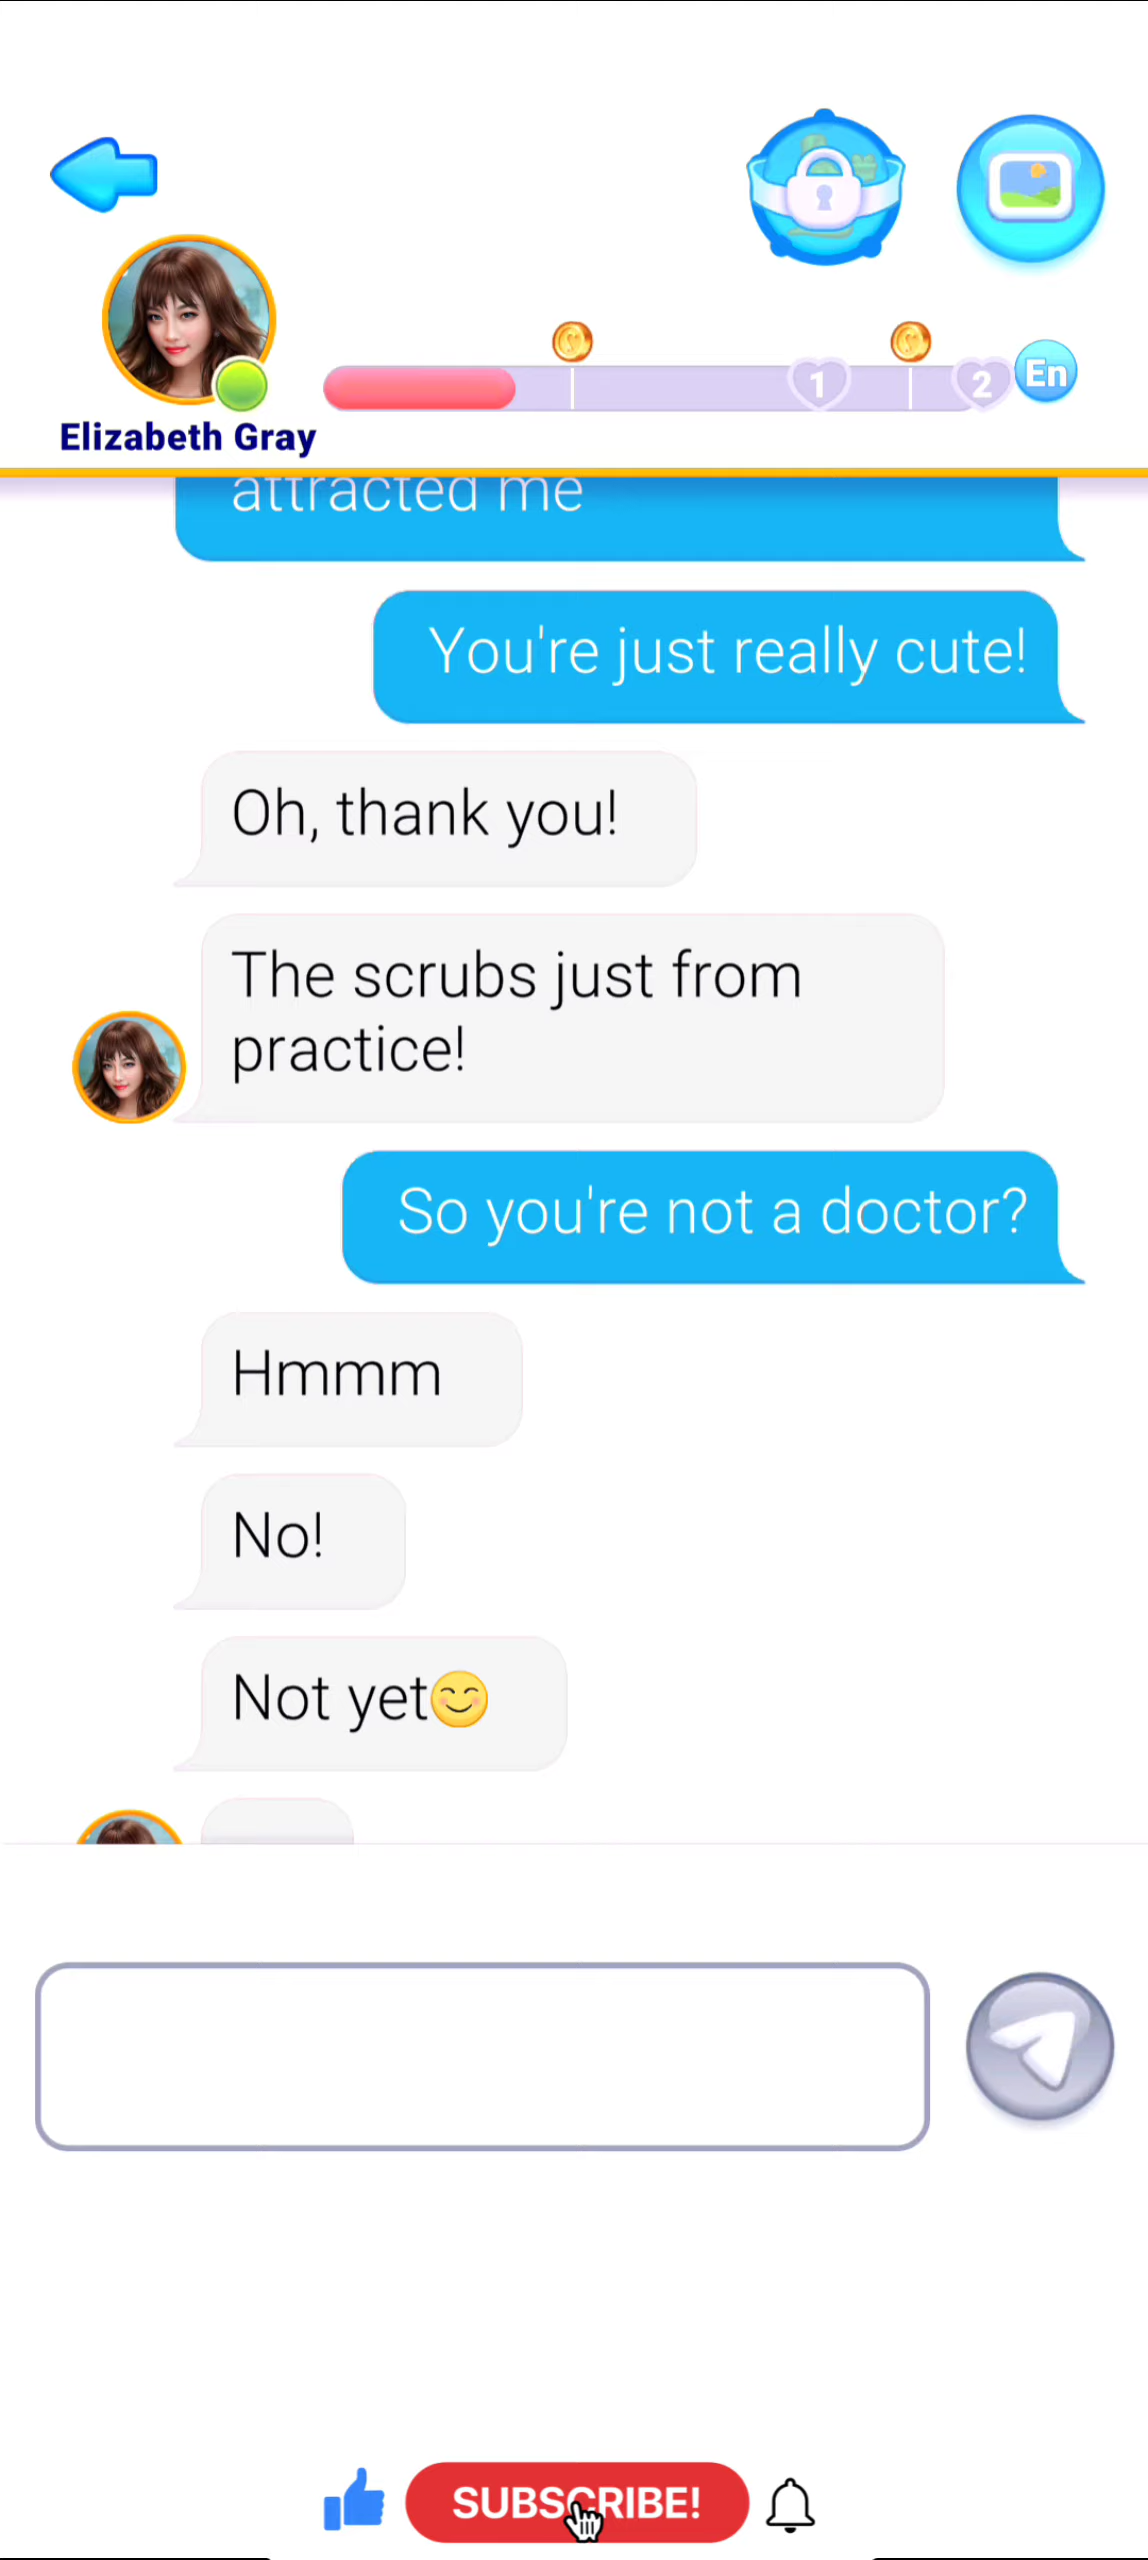 1
2
En
Elizabeth Gray
attracted me
You're just really cute!
Oh, thank you!
The scrubs just from
practice!
So you're not a doctor?
Hmmm
No!
Not yet😊
SUBSCRIBE!